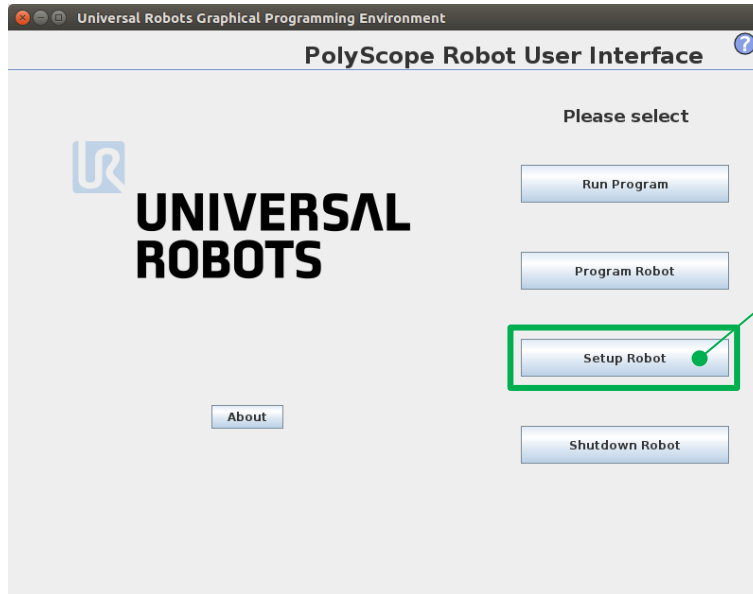 Universal Robots Graphical Programming Environment
PolyScope Robot User Interface
?
Please select
UR
UNIVERSAL
ROBOTS
Run Program
Program Robot
Setup Robot
About
Shutdown Robot